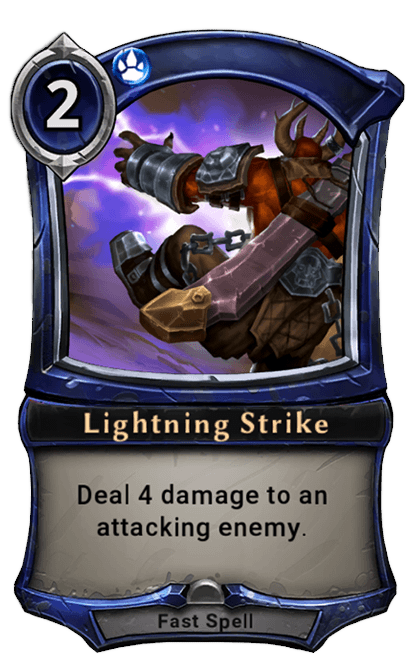 2
Lightning Strike
Deal 4 damage to an
attacking enemy.
Fast Spell